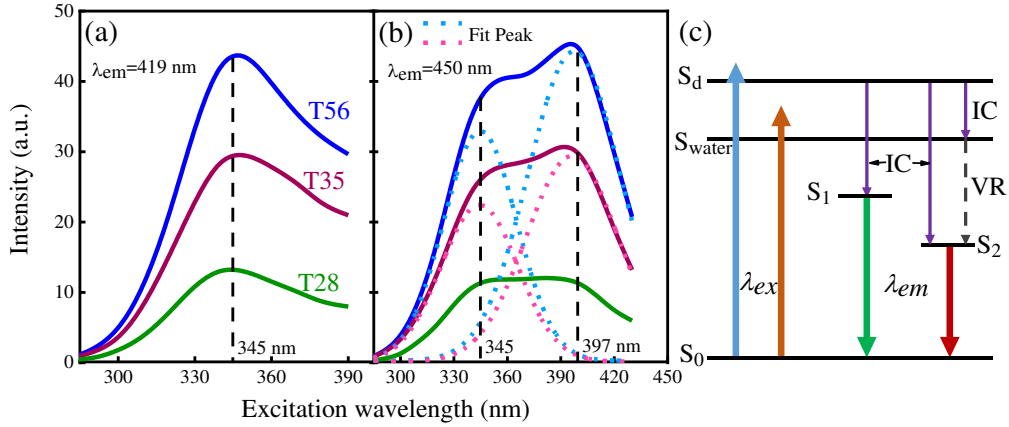 Intensity (a.u.)
50
40
30
20
10
0
(a)
λem=419 nm
T56
T35
T28
345 nm
300
330
360
390
(b)
Fit Peak
λem=450 nm
345
397 nm
300
330
360
390
420
450
Excitation wavelength (nm)
(c)
Sd
Swater
S1
S2
S0
IC
IC
VR
λex
λem